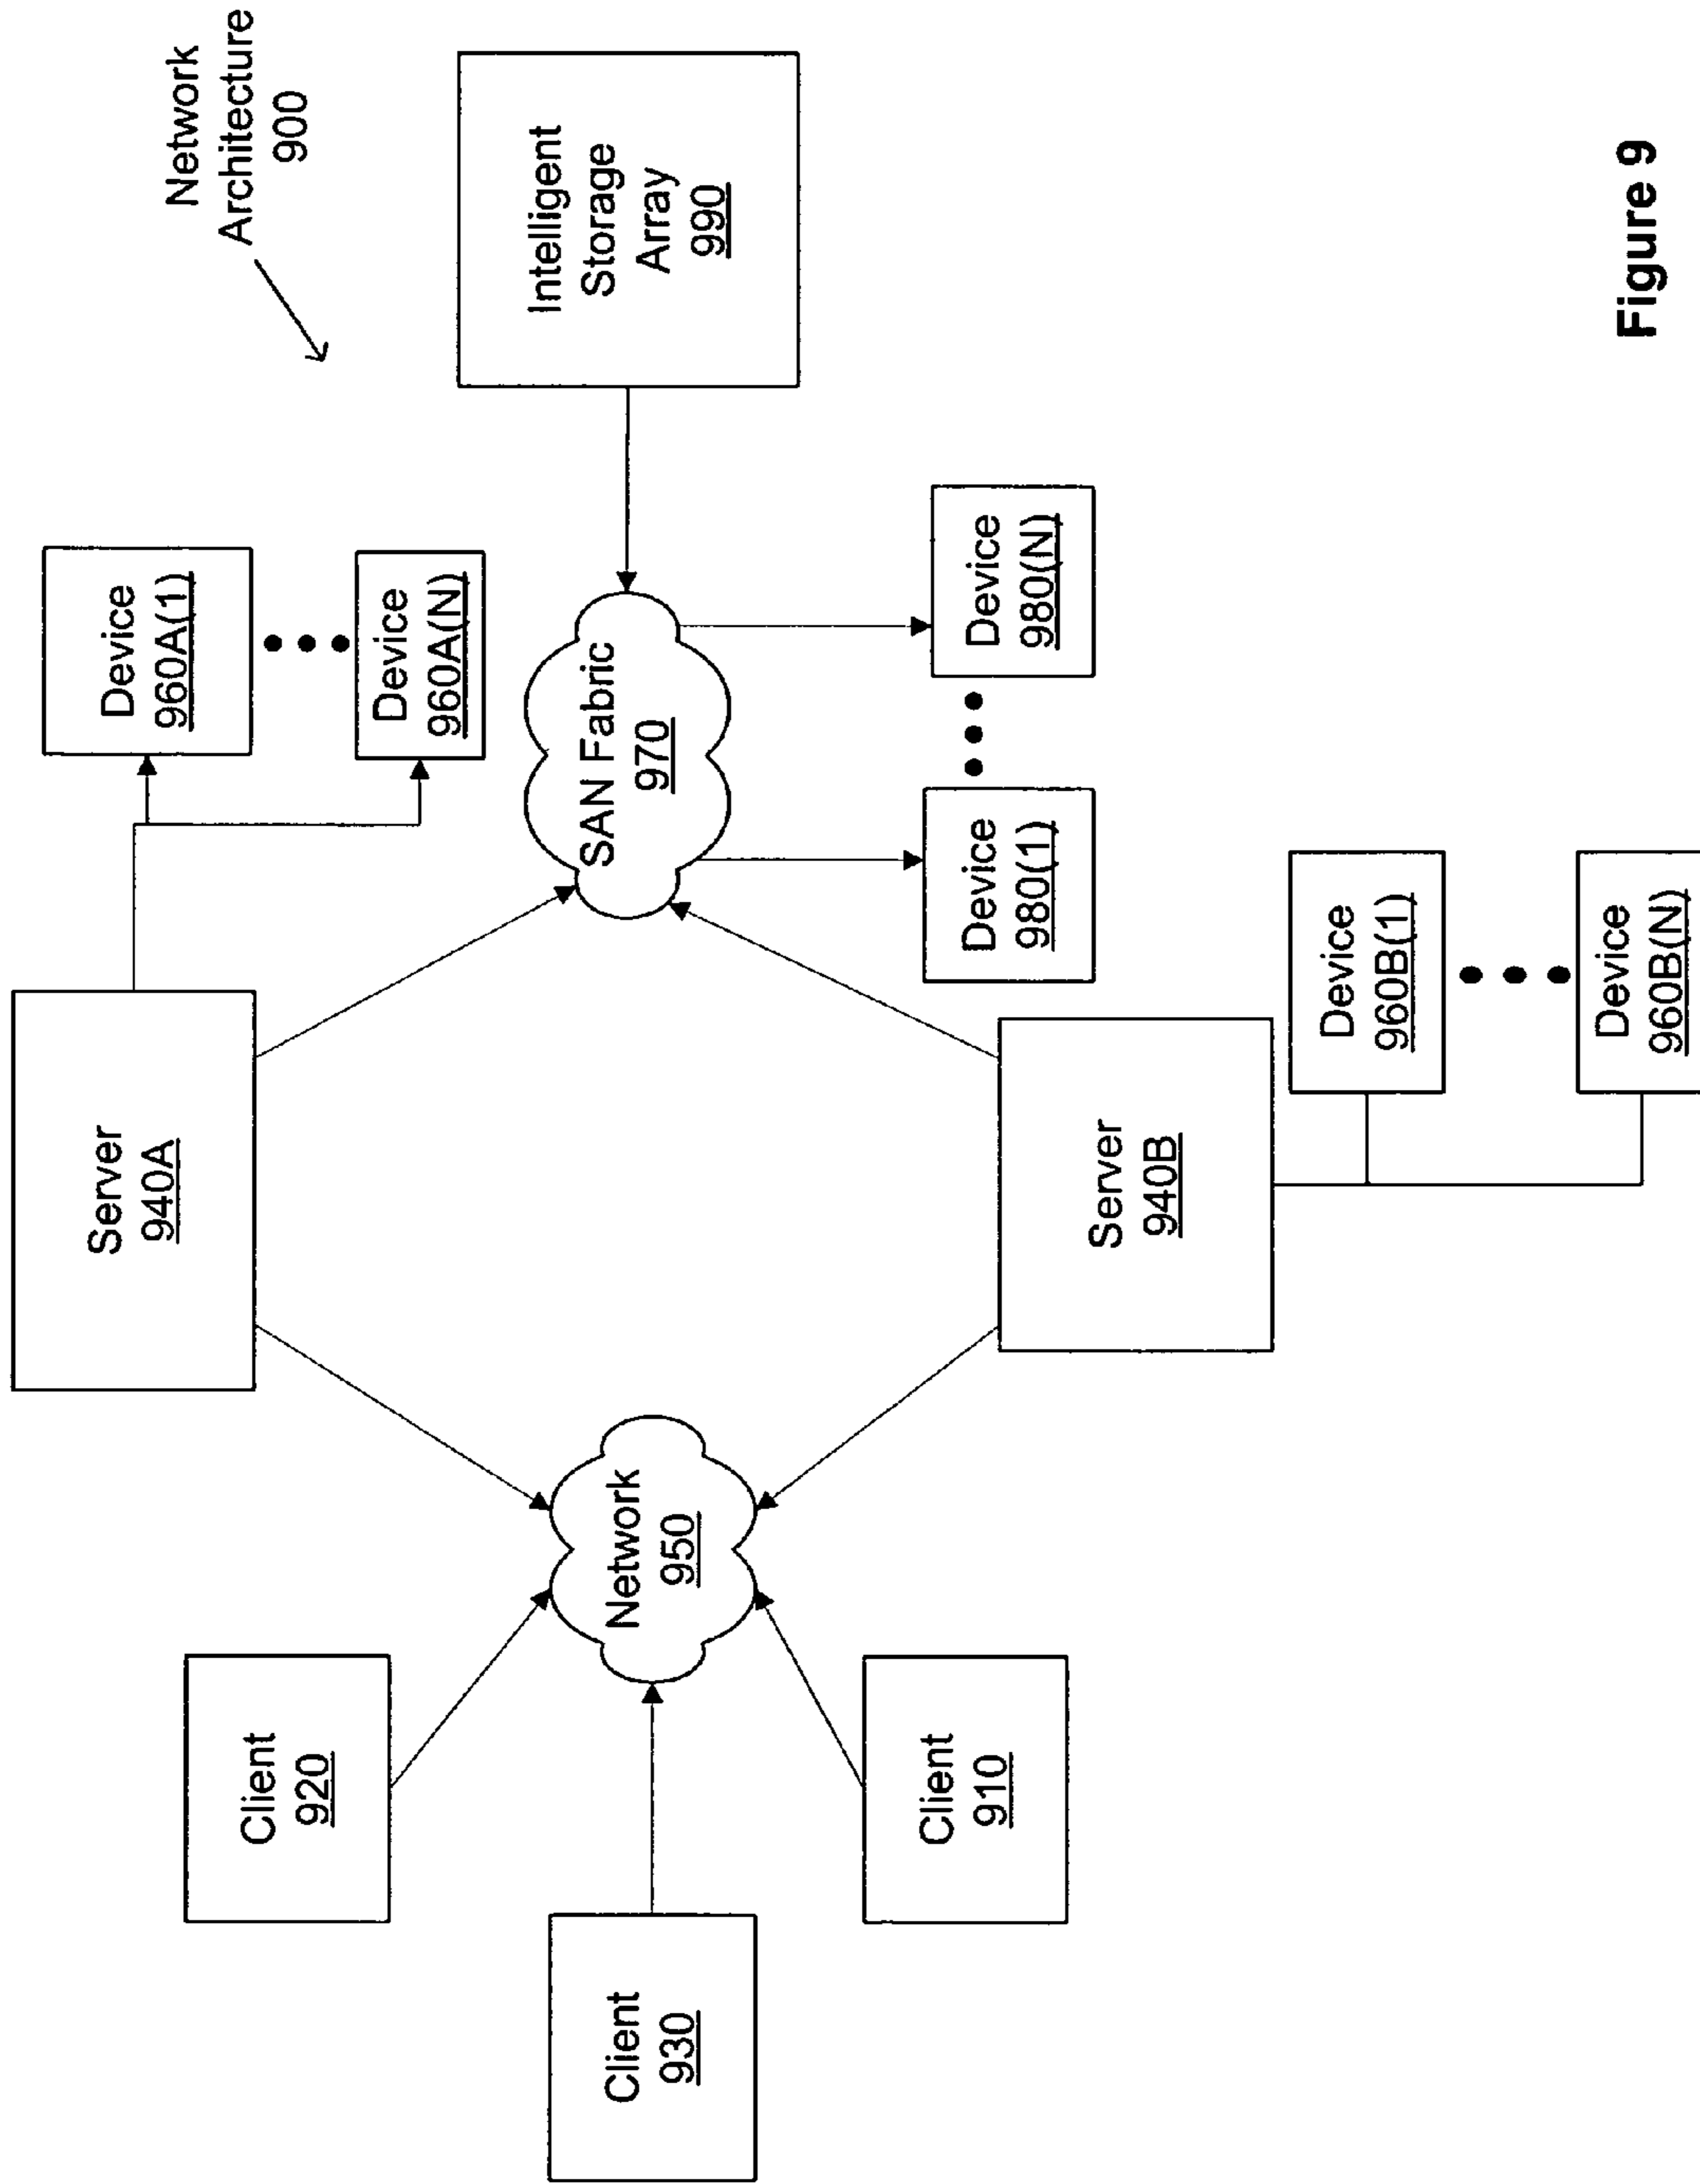 Network
Architecture
900
Device
960A(1)
Device
960A(N)
Server
940A
Intelligent
Storage
Array
990
SAN Fabric
970
Client
920
Network
950
Client
930
Client
910
Device
980(1)
Device
980(N)
Server
940B
Device
960B(1)
Device
960B(N)
Figure 9